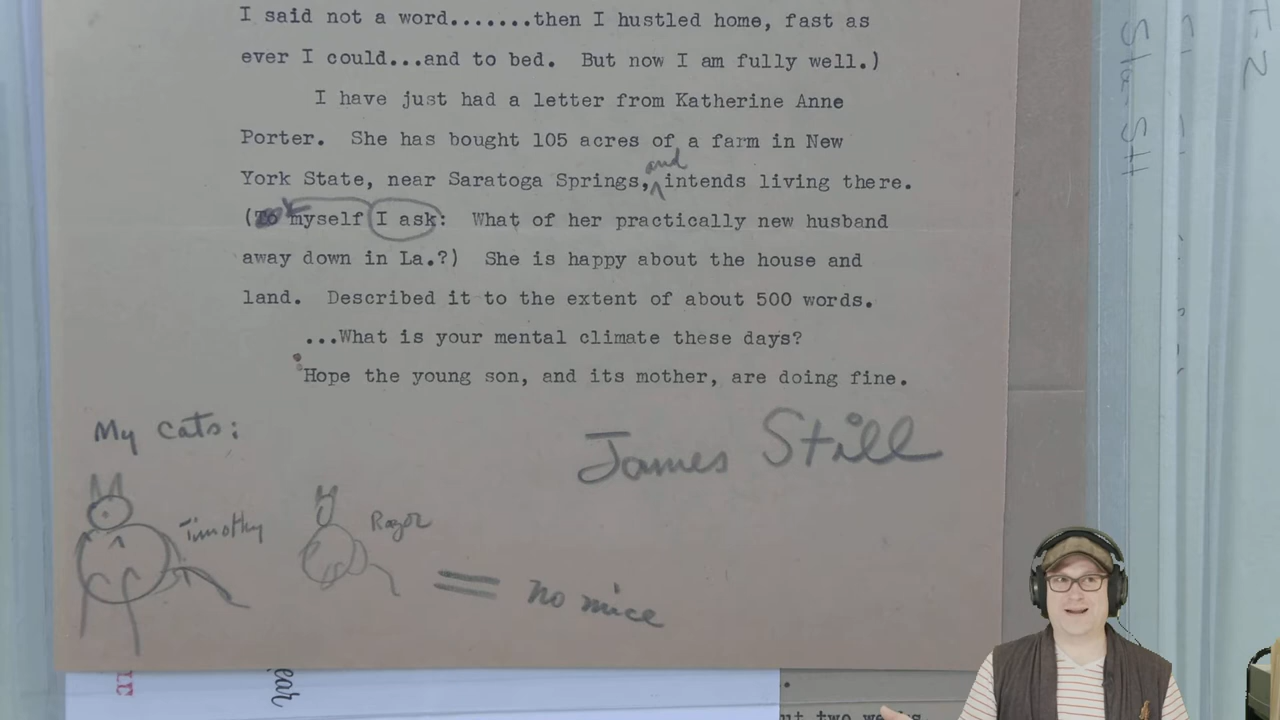 I said not a word.......then I hustled home, fast as
ever I could...and to bed.  But now I am fully well.)
I have just had a letter from Katherine Anne
Porter.  She has bought 105 acres of a farm in New
and
York State, near Saratoga Springs, intends living there.
(To myself I ask:  What of her practically new husband
away down in La.?)  She is happy about the house and
land.  Described it to the extent of about 500 words.
...What is your mental climate these days?
Hope the young son, and its mother, are doing fine.
My cats:
James Still
Timothy
Roger
= no mice
ear